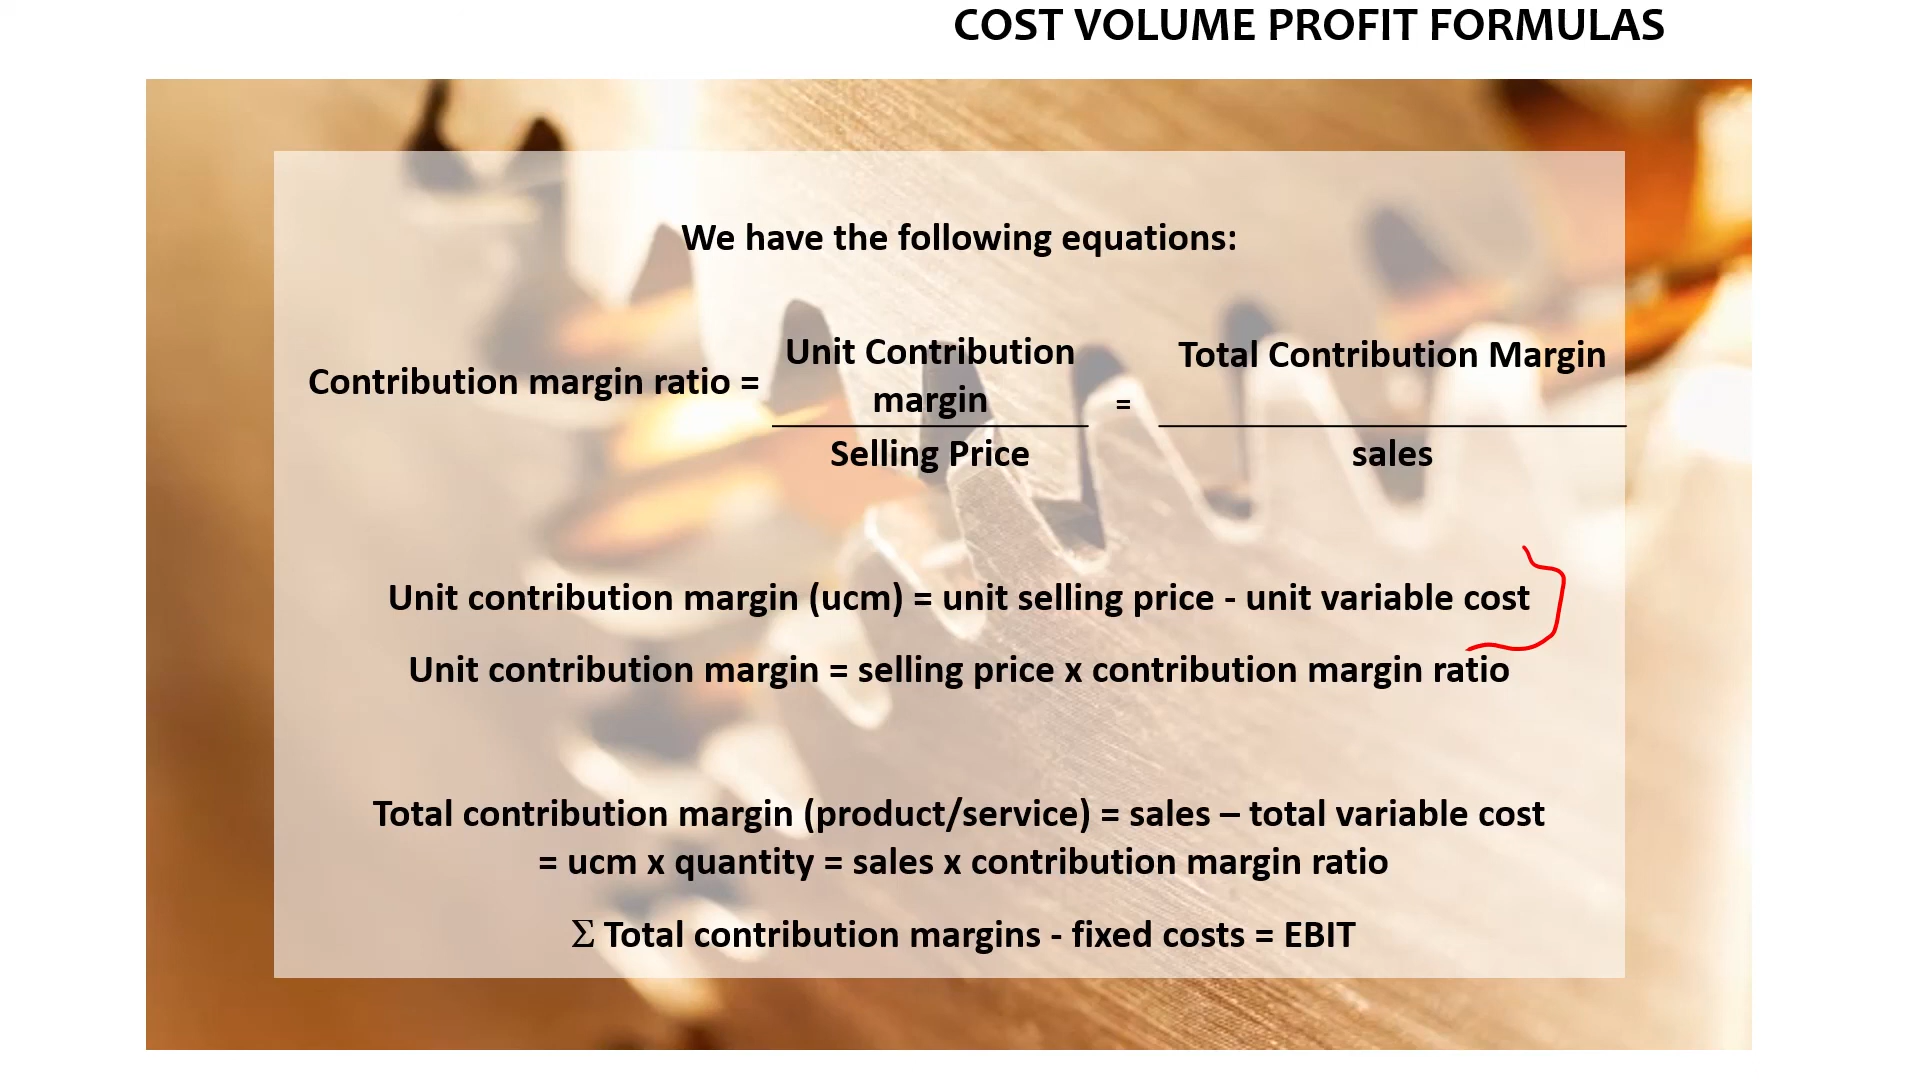 COST VOLUME PROFIT FORMULAS
We have the following equations:
Contribution margin ratio =
Unit Contribution
margin
Selling Price
=
Total Contribution Margin
sales
Unit contribution margin (ucm) = unit selling price - unit variable cost
Unit contribution margin = selling price x contribution margin ratio
Total contribution margin (product/service) = sales – total variable cost
= ucm x quantity = sales x contribution margin ratio
Σ Total contribution margins - fixed costs = EBIT